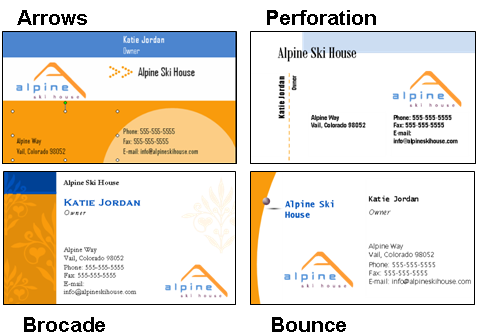 Arrows
Perforation
Katie Jordan
Owner
Alpine Ski House
alpine
ski house
Alpine Way
Vail, Colorado 98052
Phone: 555-555-5555
Fax: 555-555-5555
E-mail: info@alpineskihouse.com
Alpine Ski House
Katie Jordan
Owner
alpine
ski house
Alpine Way
Vail, Colorado 98052
Phone: 555-555-5555
Fax: 555-555-5555
E-mail:
info@alpineskihouse.com
Alpine Ski House
KATIE JORDAN
Owner
Alpine Way
Vail, Colorado 98052
Phone: 555-555-5555
Fax: 555-555-5555
E-mail:
info@alpineskihouse.com
alpine
ski house
Alpine Ski
House
Katy Jordan
Owner
Alpine Way
Vail, Colorado 98052
Phone: 555-555-5555
Fax: 555-555-5555
E-mail: info@alpineskihouse.com
alpine
ski house
Brocade
Bounce